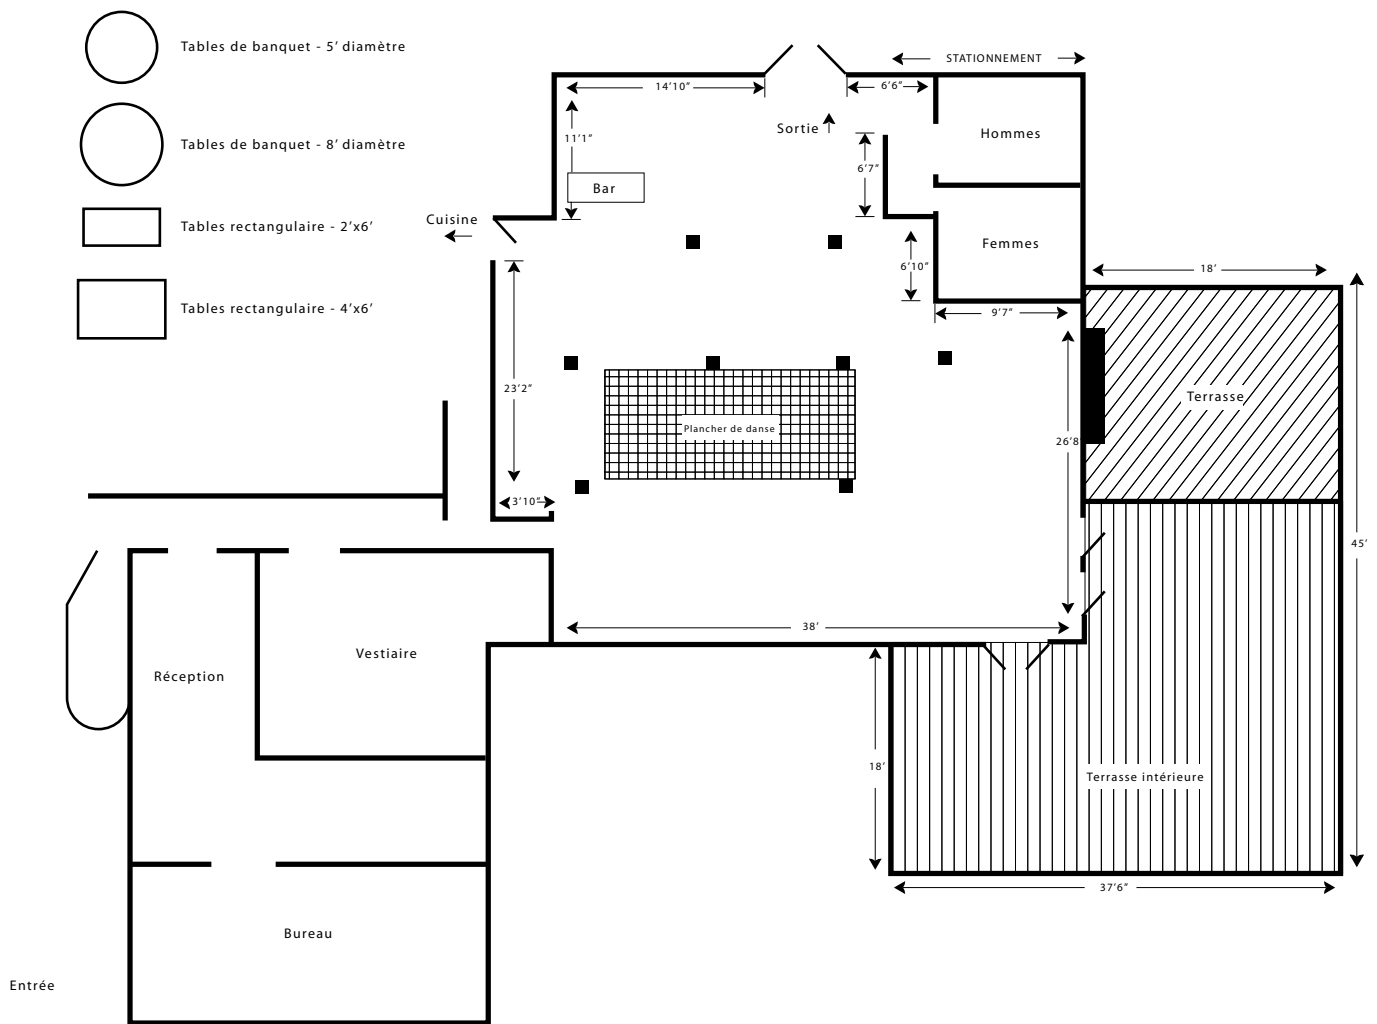 Tables de banquet - 5’ diamètre
STATIONNEMENT
14’10”
6’6”
Sortie
Hommes
11’1”
Tables de banquet - 8’ diamètre
6’7”
Bar
Cuisine
Tables rectangulaire - 2’x6’
Femmes
6’10”
18’
Tables rectangulaire - 4’x6’
9’7”
23’2”
Terrasse
Plancher de danse
26’8”
3’10”
45’
38’
Vestiaire
Réception
18’
Terrasse intérieure
37’6”
Bureau
Entrée